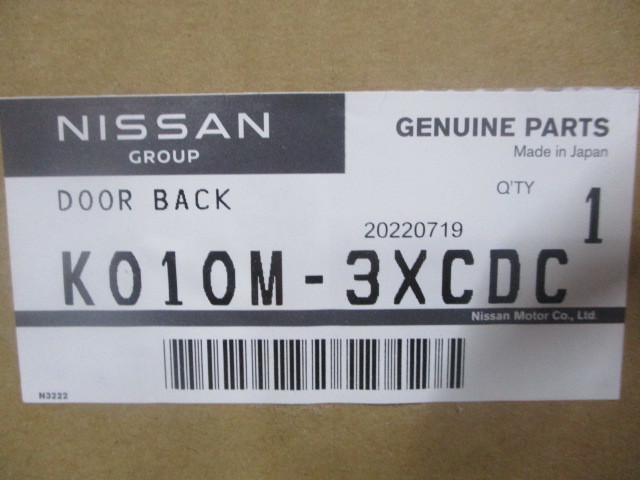 NISSAN
GROUP
GENUINE PARTS
Made in Japan
DOOR BACK
Q'TY 1
20220719
K010M-3XCDC
Nissan Motor Co., Ltd.
N3222